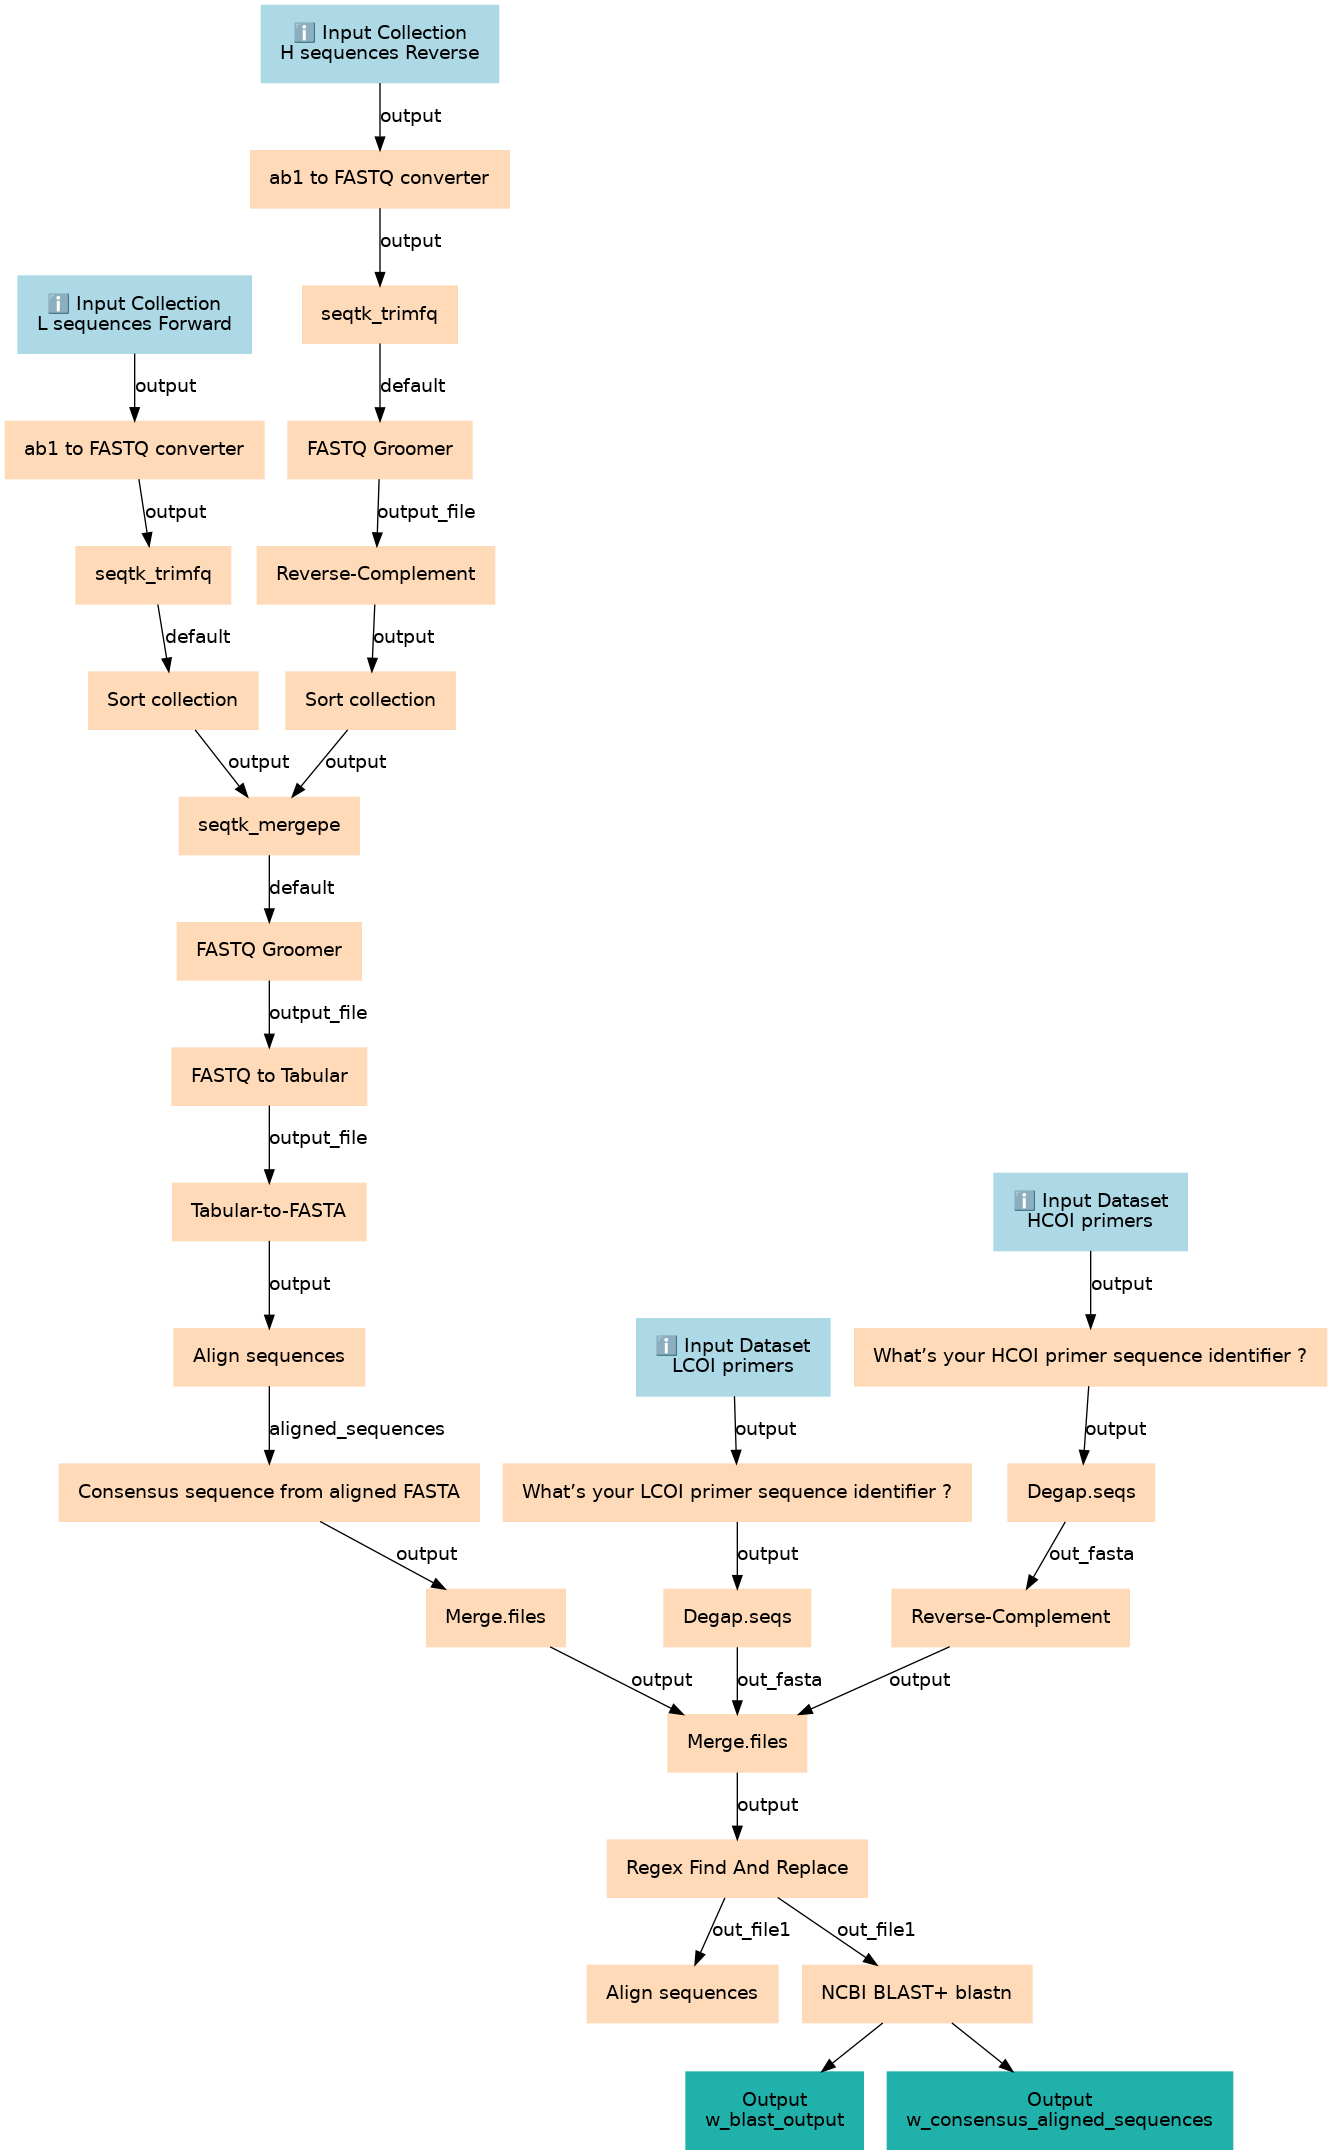 ℹ️ Input Collection
H sequences Reverse
output
ab1 to FASTQ converter
output
ℹ️ Input Collection
L sequences Forward
seqtk_trimfq
output
default
ab1 to FASTQ converter
FASTQ Groomer
output
output_file
seqtk_trimfq
Reverse-Complement
default
output
Sort collection
Sort collection
output
output
seqtk_mergepe
default
FASTQ Groomer
output_file
FASTQ to Tabular
output_file
Tabular-to-FASTA
ℹ️ Input Dataset
HCOI primers
output
output
Align sequences
ℹ️ Input Dataset
LCOI primers
What’s your HCOI primer sequence identifier ?
aligned_sequences
output
output
Consensus sequence from aligned FASTA
What’s your LCOI primer sequence identifier ?
Degap.seqs
output
output
out_fasta
Merge.files
Degap.seqs
Reverse-Complement
output
out_fasta
output
Merge.files
output
Regex Find And Replace
out_file1
out_file1
Align sequences
NCBI BLAST+ blastn
Output
w_blast_output
Output
w_consensus_aligned_sequences